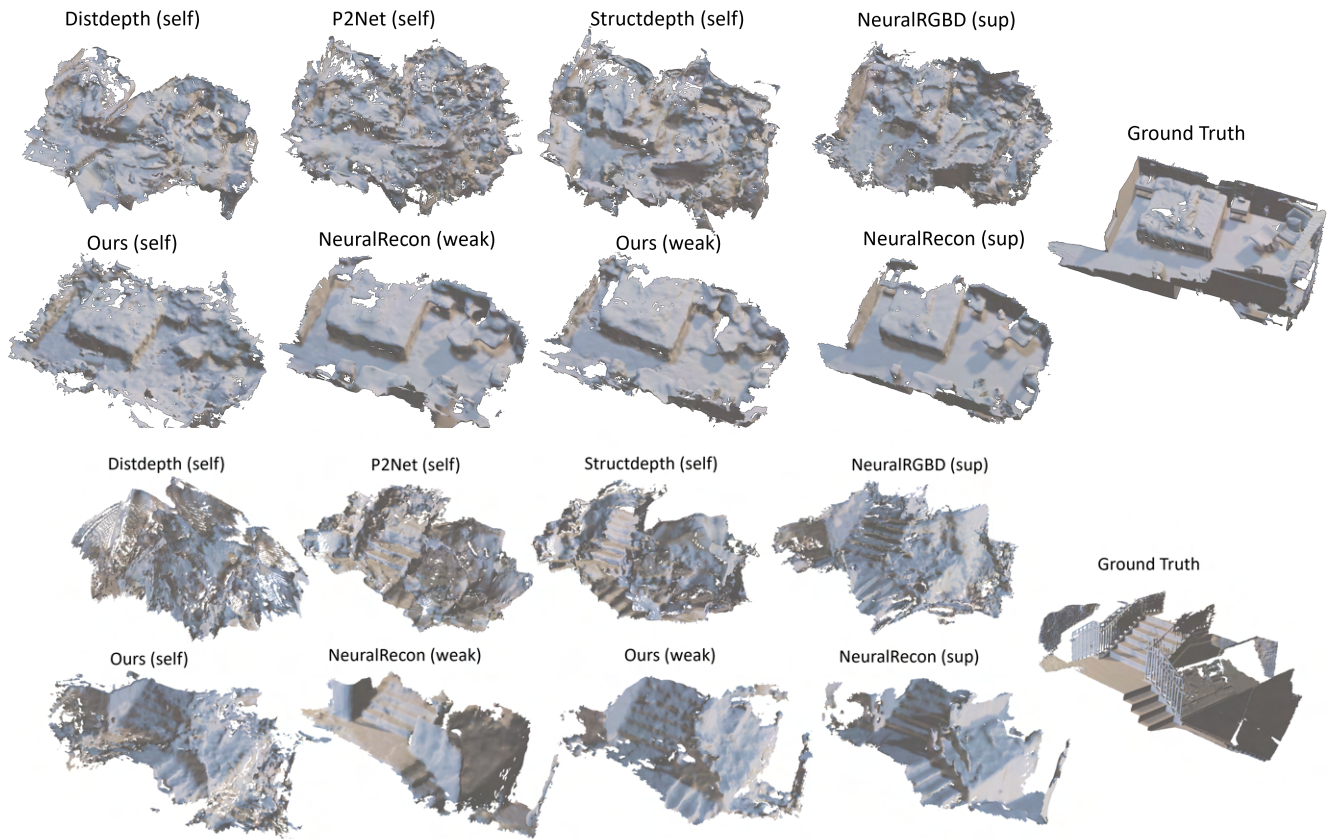 Distdepth (self)
P2Net (self)
Structdepth (self)
NeuralRGBD (sup)
Ground Truth
Ours (self)
NeuralRecon (weak)
Ours (weak)
NeuralRecon (sup)
Distdepth (self)
P2Net (self)
Structdepth (self)
NeuralRGBD (sup)
Ground Truth
Ours (self)
NeuralRecon (weak)
Ours (weak)
NeuralRecon (sup)